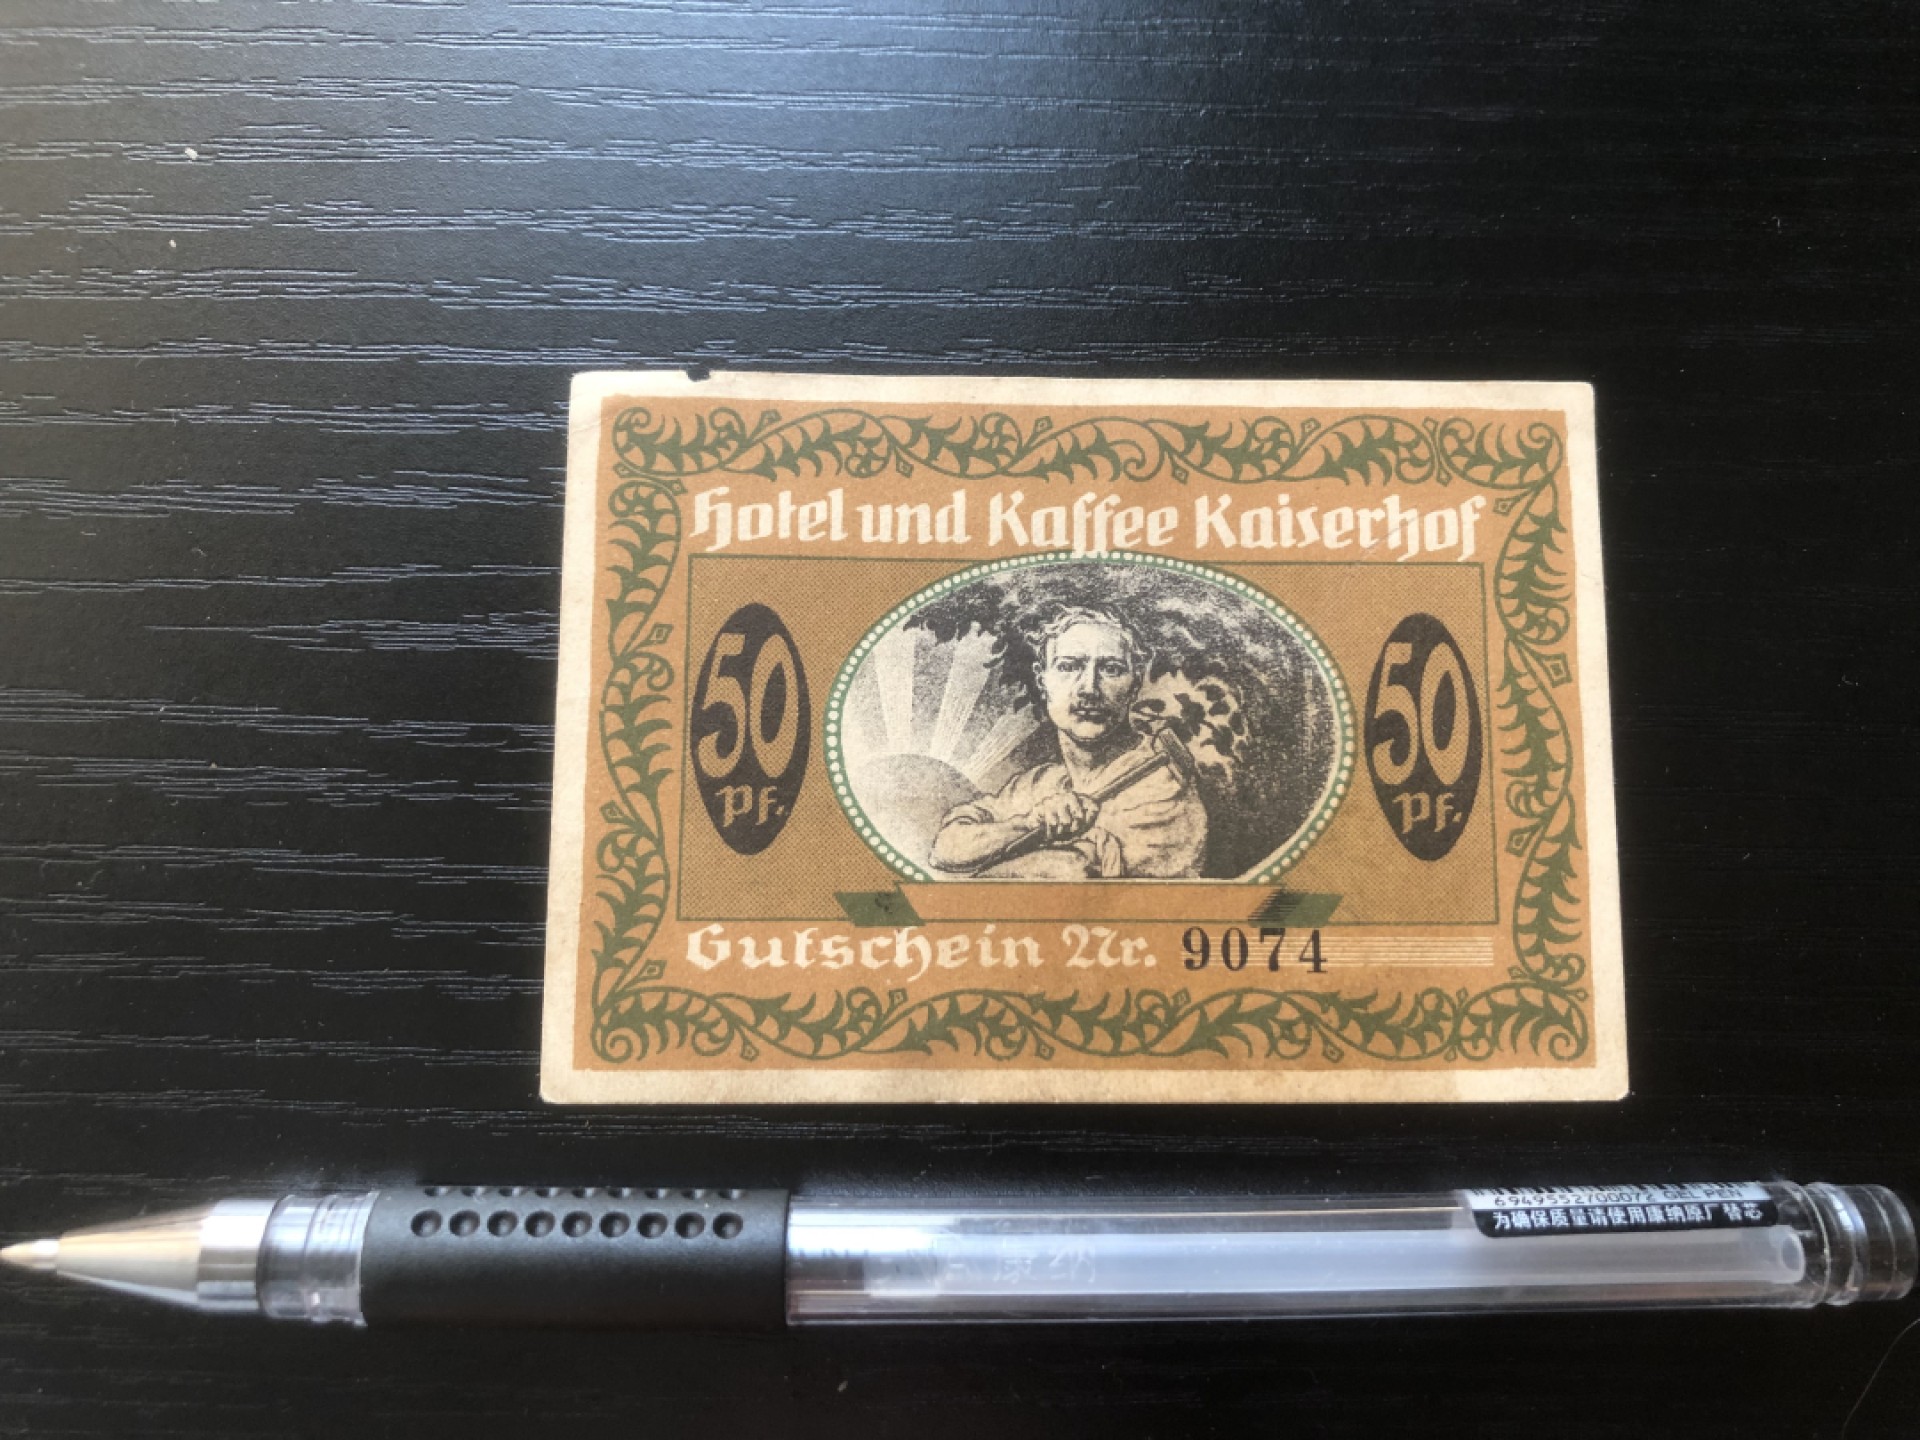 Hotel und Kaffee Kaiserhof
50 Pf.
50 Pf.
Gutschein Nr. 9074
6949552700072 GEL PEN
为确保质量请使用康纳原厂替芯